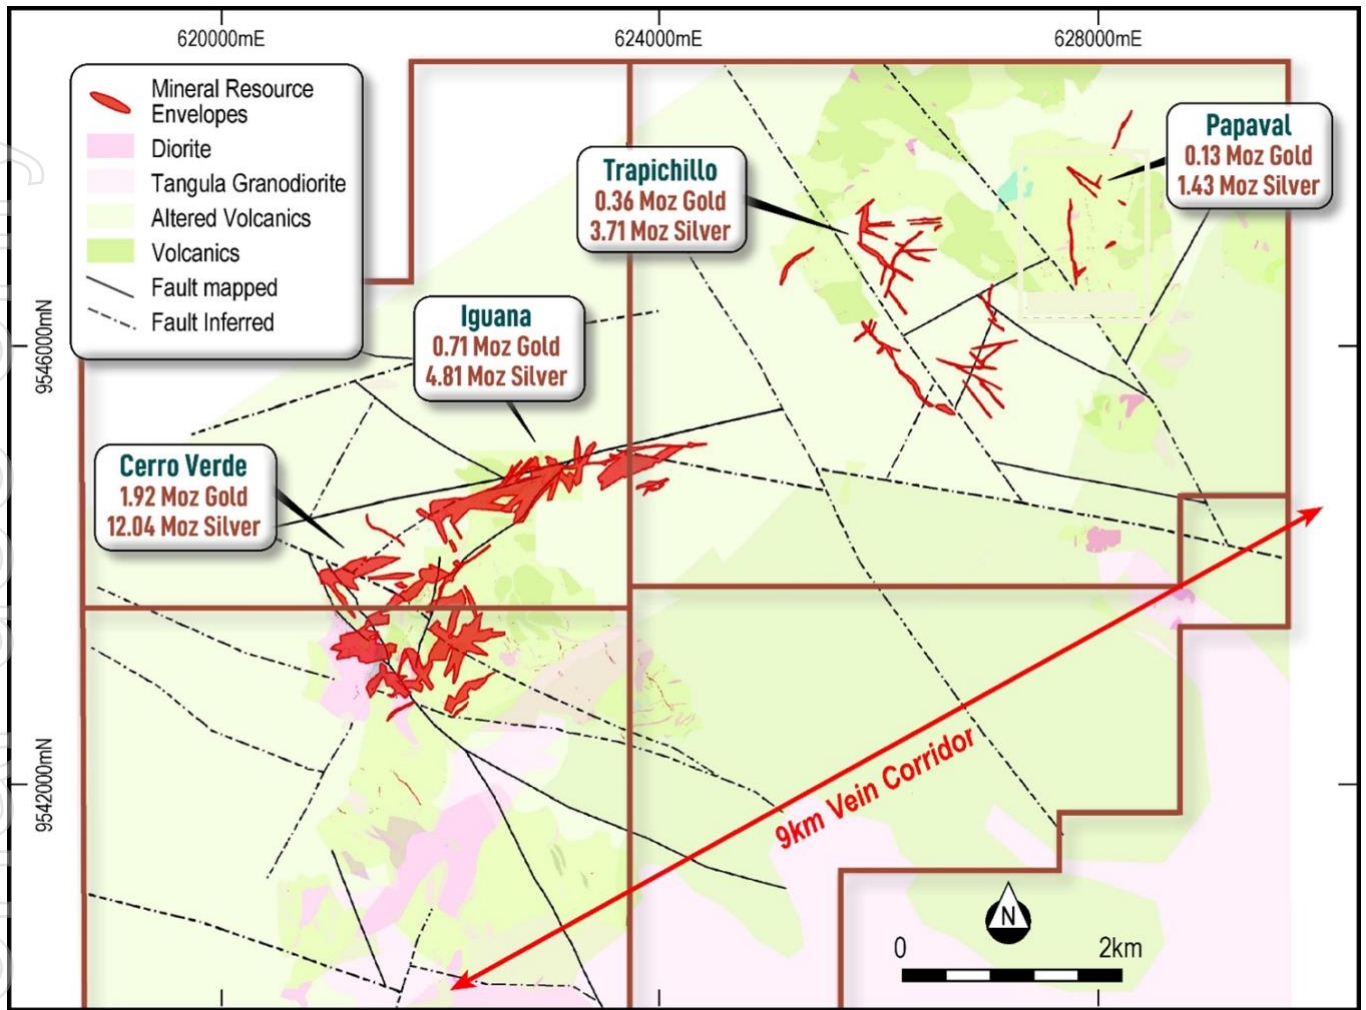 620000mE
624000mE
628000mE
Mineral Resource
Envelopes
Diorite
Tangula Granodiorite
Altered Volcanics
Volcanics
Fault mapped
Fault Inferred
Papaval
0.13 Moz Gold
1.43 Moz Silver
Trapichillo
0.36 Moz Gold
3.71 Moz Silver
Iguana
0.71 Moz Gold
4.81 Moz Silver
9546000mN
Cerro Verde
1.92 Moz Gold
12.04 Moz Silver
9542000mN
9km Vein Corridor
N
0
2km